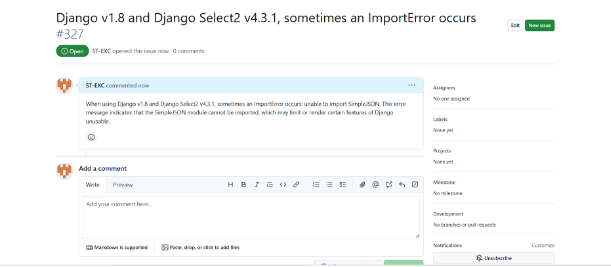 Django v1.8 and Django Select2 v4.3.1, sometimes an ImportError occurs
#327
Edit
New issue
Open
ST-EXC opened this issue now · 0 comments
ST-EXC commented now
When using Django v1.8 and Django Select2 v4.3.1, sometimes an ImportError occurs: unable to import SimpleJSON. This error
message indicates that the SimpleJSON module cannot be imported, which may limit or render certain features of Django
unusable.
Add a comment
Write
Preview
Add your comment here...
Markdown is supported
Paste, drop, or click to add files
Assignees
No one assigned
Labels
None yet
Projects
None yet
Milestone
No milestone
Development
No branches or pull requests
Notifications
Customize
Unsubscribe